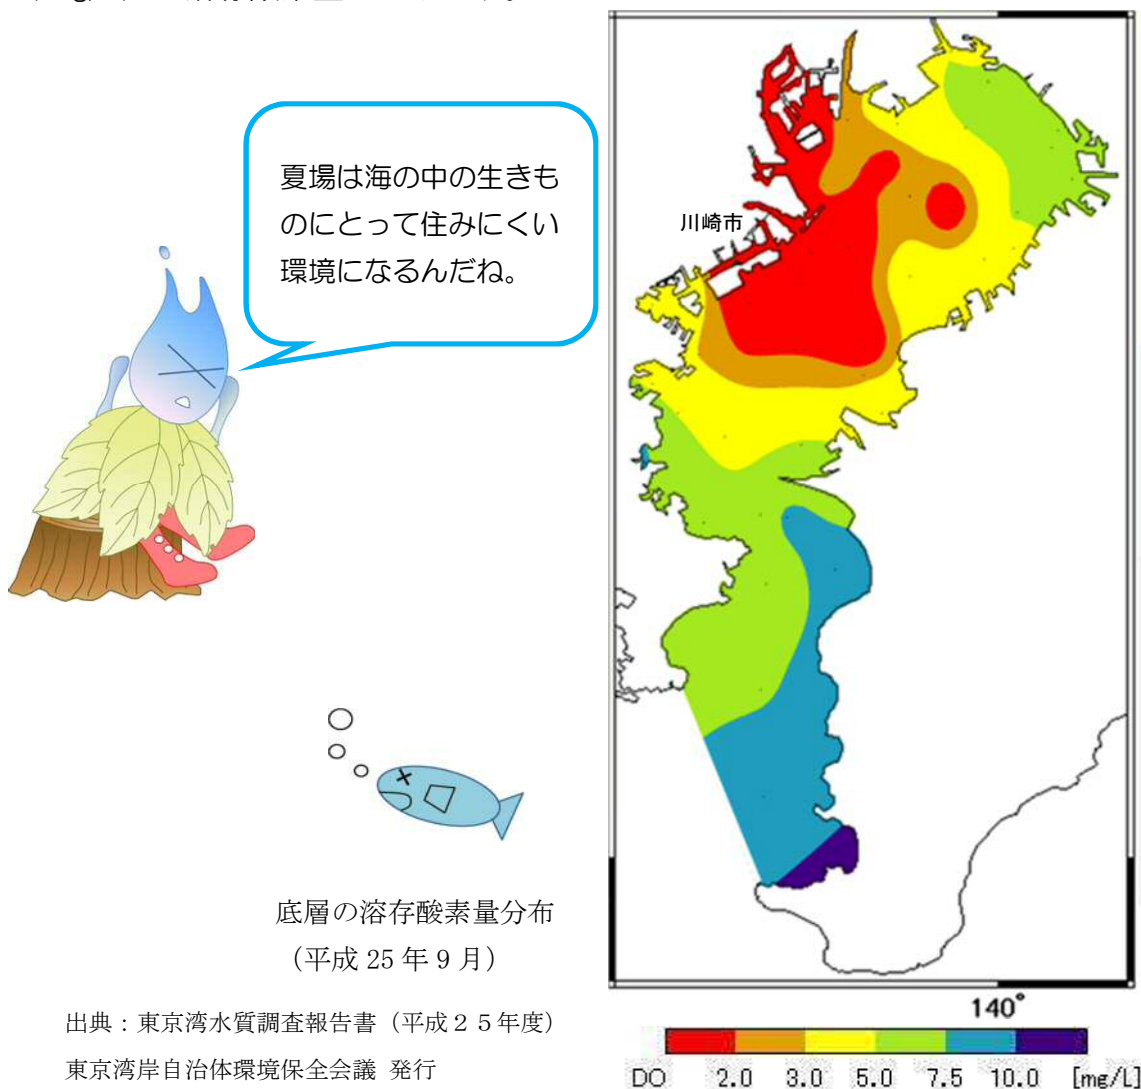 夏場は海の中の生きも
のにとって住みにくい
環境になるんだね。
川崎市
底層の溶存酸素量分布
（平成 25 年 9 月）
出典：東京湾水質調査報告書（平成２５年度）
東京湾岸自治体環境保全会議 発行
140°
DO 2.0 3.0 5.0 7.5 10.0 [mg/l]